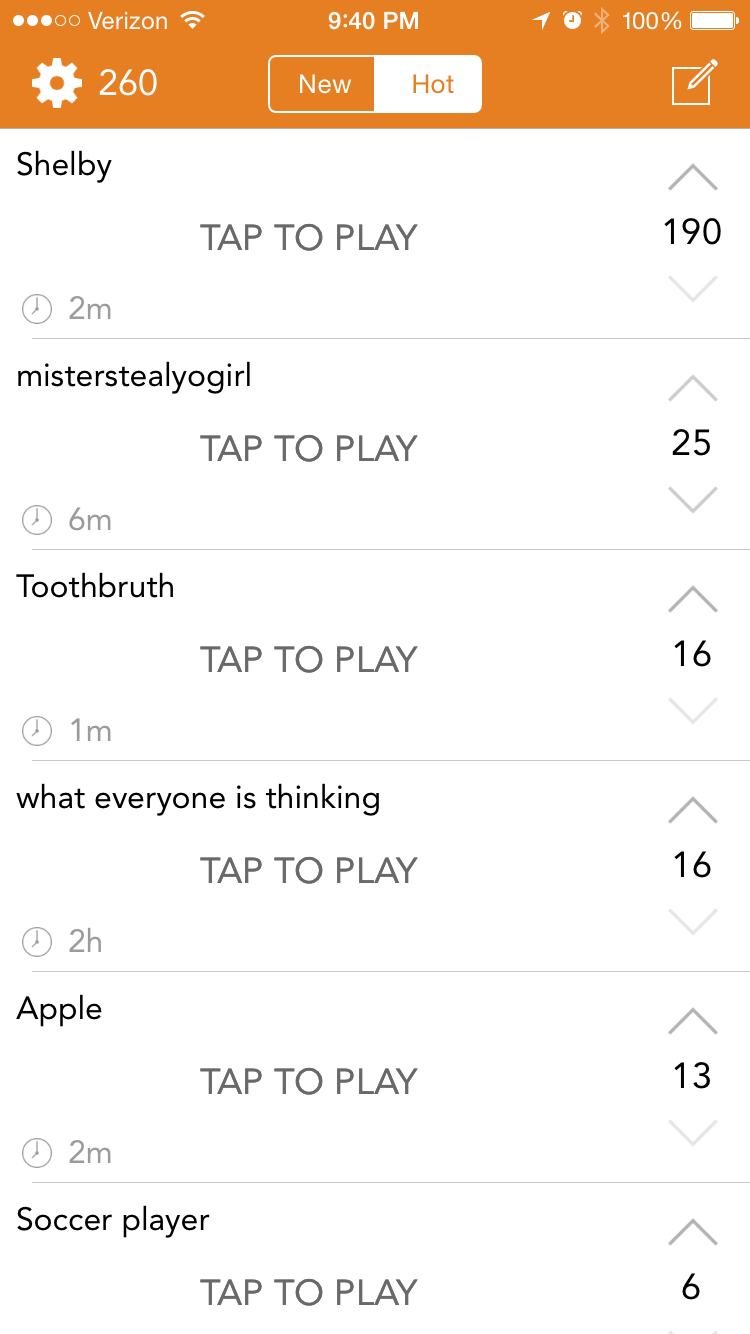 Verizon 9:40 PM 100%
260 New Hot
Shelby
TAP TO PLAY 190
2m
misterstealyogirl
TAP TO PLAY 25
6m
Toothbruth
TAP TO PLAY 16
1m
what everyone is thinking
TAP TO PLAY 16
2h
Apple
TAP TO PLAY 13
2m
Soccer player
TAP TO PLAY 6